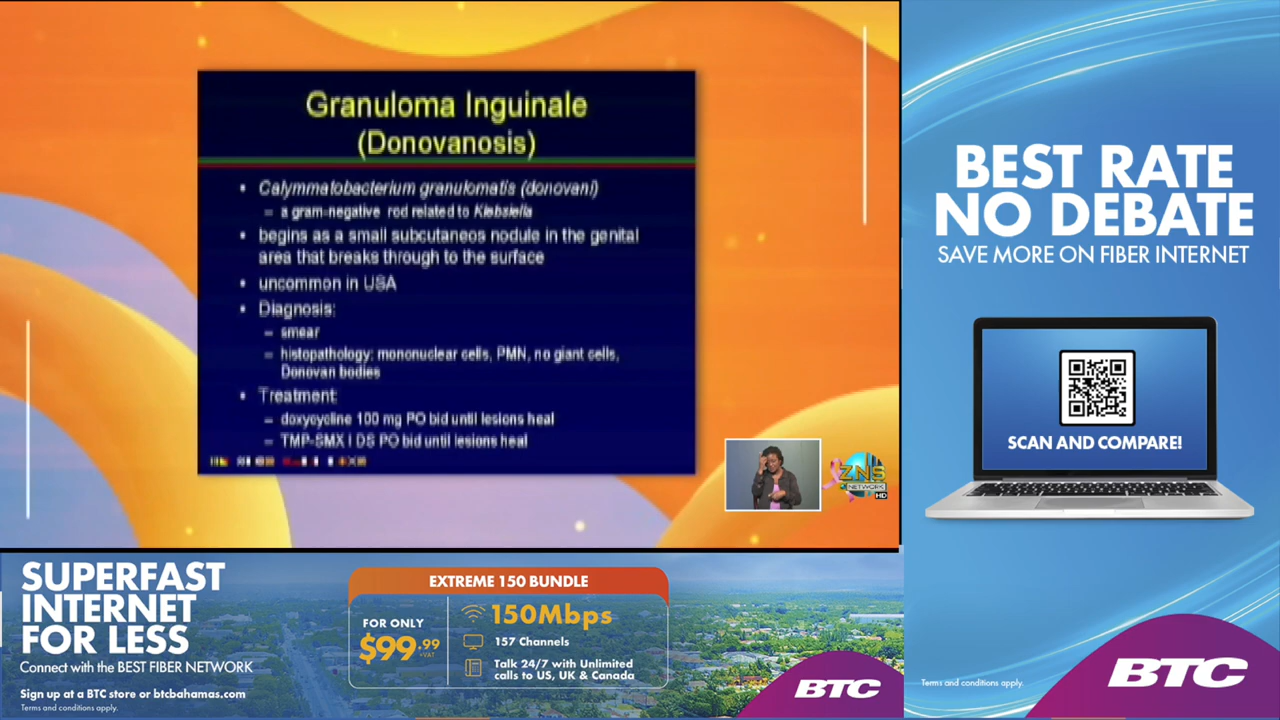 Granuloma Inguinale
(Donovanosis)
• Calymmatobacterium granulomatis (donovani)
– a gram-negative rod related to Klebsiella
• begins as a small subcutaneos nodule in the genital
area that breaks through to the surface
• uncommon in USA
• Diagnosis:
– smear
– histopathology: mononuclear cells, PMN, no giant cells,
Donovan bodies
• Treatment:
– doxycycline 100 mg PO bid until lesions heal
– TMP-SMX I DS PO bid until lesions heal
ZNS
NETWORK
HD
BEST RATE
NO DEBATE
SAVE MORE ON FIBER INTERNET
SCAN AND COMPARE!
Terms and conditions apply.
BTC
SUPERFAST
INTERNET
FOR LESS
Connect with the BEST FIBER NETWORK
Sign up at a BTC store or btcbahamas.com
Terms and conditions apply.
EXTREME 150 BUNDLE
FOR ONLY
$99.99
+VAT
150Mbps
157 Channels
Talk 24/7 with Unlimited
calls to US, UK & Canada
BTC